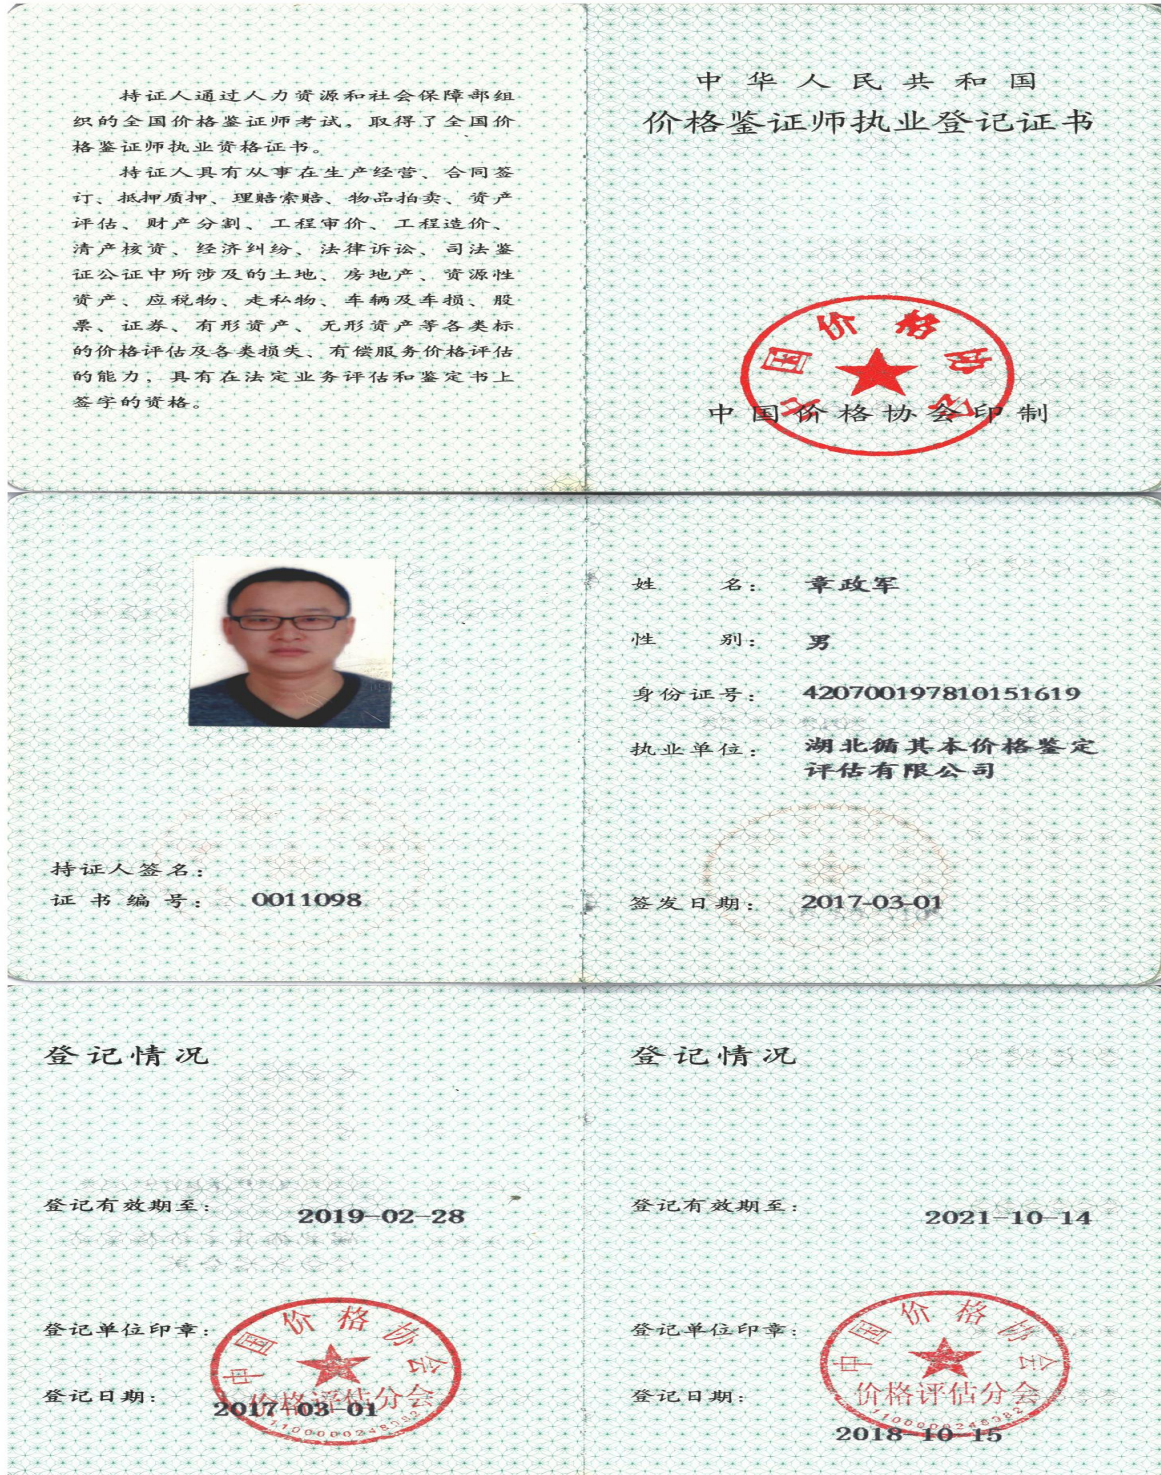 持证人通过人力资源和社会保障部组
织的全国价格鉴证师考试，取得了全国价
格鉴证师执业资格证书。
持证人具有从事在生产经营、合同签
订、抵押质押、理赔索赔、物品拍卖、资产
评估、财产分割、工程审价、工程造价、
清产核资、经济纠纷、法律诉讼、司法鉴
证公证中所涉及的土地、房地产、资源性
资产、应税物、走私物、车辆及车损、股
票、证券、有形资产、无形资产等各类标
的价格评估及各类损失、有偿服务价格评估
的能力，具有在法定业务评估和鉴定书上
签字的资格。
中华人民共和国
价格鉴证师执业登记证书
中国价格协会
中国价格协会印制
持证人签名：
证书编号： 0011098
姓 名： 章政军
性 别： 男
身份证号： 420700197810151619
执业单位： 湖北循其本价格鉴定
评估有限公司
签发日期： 2017-03-01
登记情况
登记有效期至： 2019-02-28
登记单位印章：
中国价格协会
价格评估分会
登记日期： 2017-03-01
登记情况
登记有效期至： 2021-10-14
登记单位印章：
中国价格协会
价格评估分会
登记日期：
2018-10-15